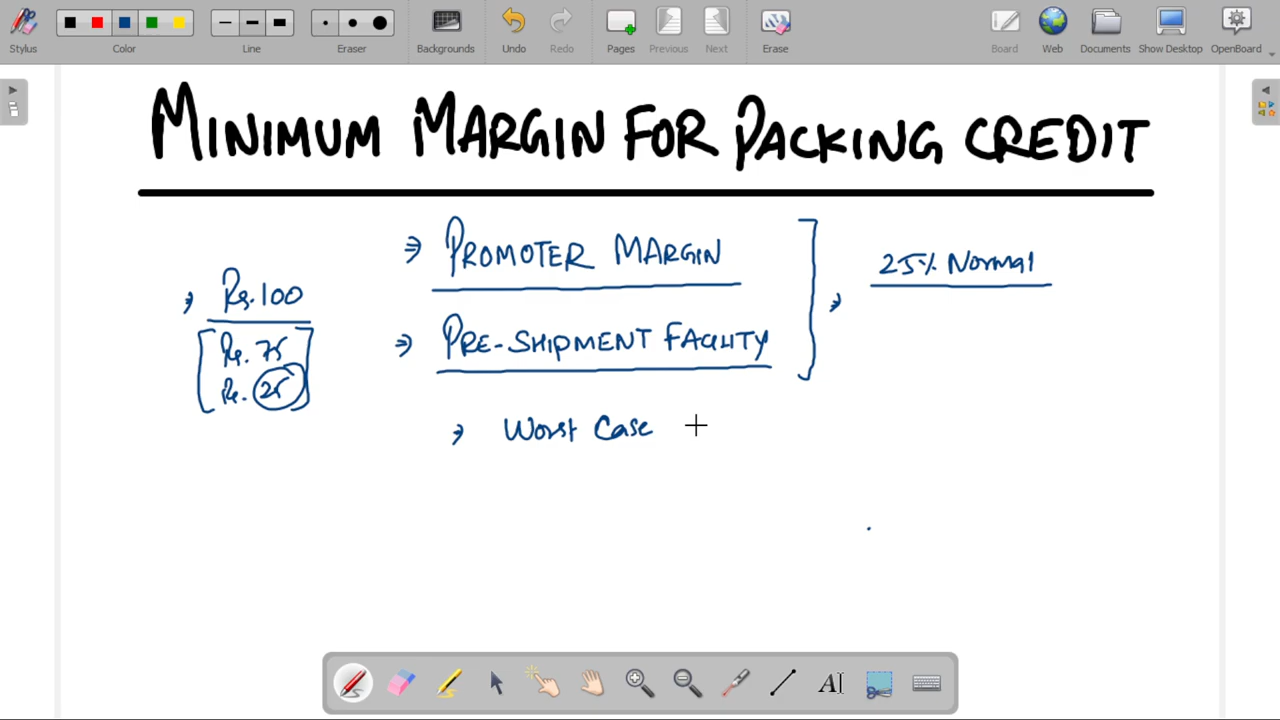 Stylus
Color
Line
Eraser
Backgrounds
Undo
Redo
Pages
Previous
Next
Erase
Board
Web
Documents
Show Desktop
OpenBoard
MINIMUM MARGIN FOR PACKING CREDIT
PROMOTER MARGIN
25% Normal
Rs.100
Rs. 75
Rs. 25
PRE-SHIPMENT FACILITY
Worst Case
AI